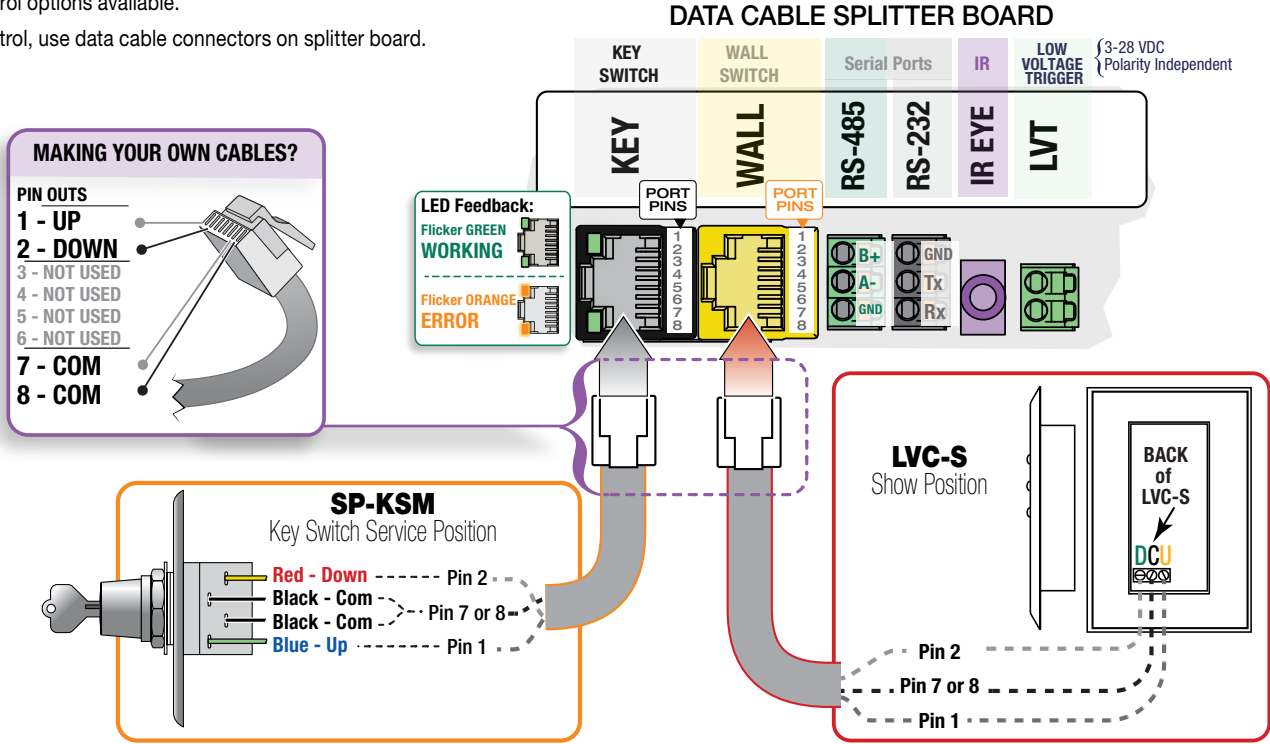 rol options available.
trol, use data cable connectors on splitter board.
DATA CABLE SPLITTER BOARD
KEY
SWITCH
WALL
SWITCH
Serial Ports
IR
LOW
VOLTAGE
TRIGGER
3-28 VDC
Polarity Independent
KEY
WALL
RS-485
RS-232
IR EYE
LVT
MAKING YOUR OWN CABLES?
PIN OUTS
1 - UP
2 - DOWN
3 - NOT USED
4 - NOT USED
5 - NOT USED
6 - NOT USED
7 - COM
8 - COM
LED Feedback:
Flicker GREEN
WORKING
Flicker ORANGE
ERROR
PORT
PINS
1
2
3
4
5
6
7
8
PORT
PINS
1
2
3
4
5
6
7
8
B+
A-
GND
GND
Tx
Rx
SP-KSM
Key Switch Service Position
Red - Down
Pin 2
Black - Com
Black - Com
Pin 7 or 8
Blue - Up
Pin 1
LVC-S
Show Position
BACK
of
LVC-S
DCU
Pin 2
Pin 7 or 8
Pin 1